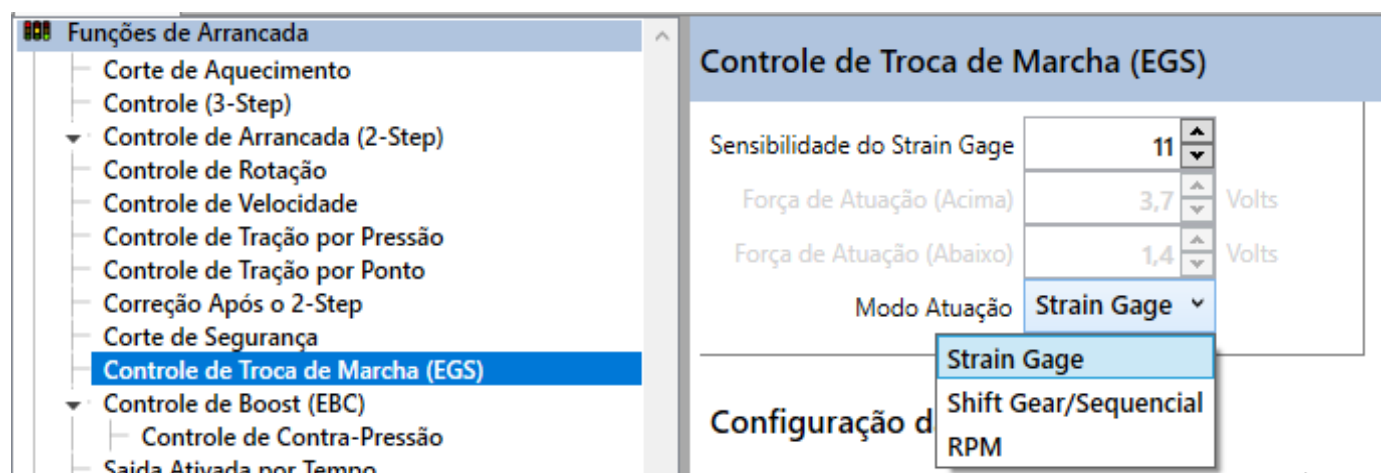 Funções de Arrancada
Corte de Aquecimento
Controle (3-Step)
Controle de Arrancada (2-Step)
Controle de Rotação
Controle de Velocidade
Controle de Tração por Pressão
Controle de Tração por Ponto
Correção Após o 2-Step
Corte de Segurança
Controle de Troca de Marcha (EGS)
Controle de Boost (EBC)
Controle de Contra-Pressão
Saida Ativada por Tempo
Controle de Troca de Marcha (EGS)
Sensibilidade do Strain Gage 11
Força de Atuação (Acima) 3,7 Volts
Força de Atuação (Abaixo) 1,4 Volts
Modo Atuação Strain Gage
Strain Gage
Shift Gear/Sequencial
RPM
Configuração d